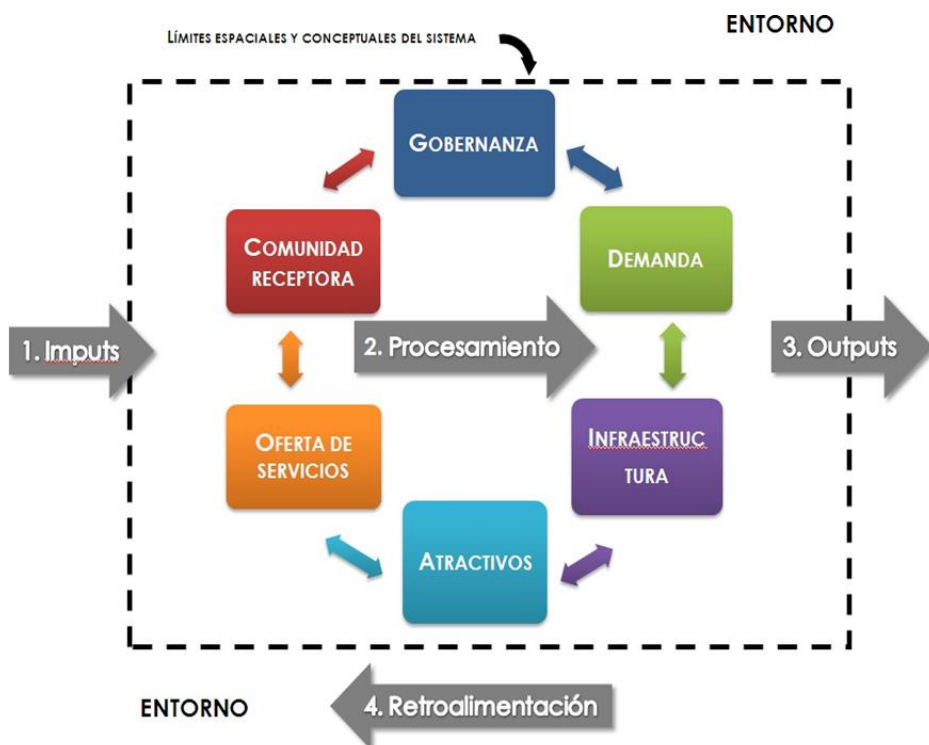 ENTORNO
LÍMITES ESPACIALES Y CONCEPTUALES DEL SISTEMA
GOBERNANZA
COMUNIDAD
RECEPTORA
DEMANDA
1. Imputs
2. Procesamiento
3. Outputs
OFERTA DE
SERVICIOS
INFRAESTRUC
TURA
ATRACTIVOS
ENTORNO
4. Retroalimentación